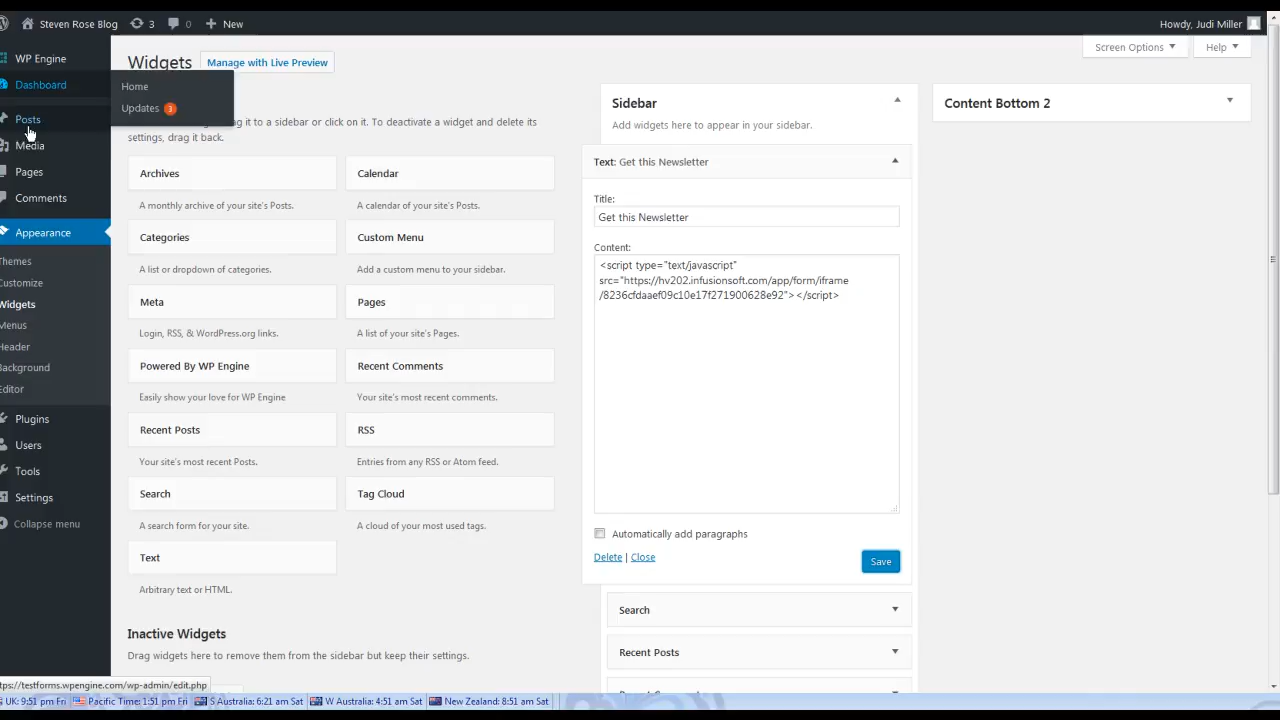 Steven Rose Blog 3 0 New
Howdy, Judi Miller
WP Engine
Dashboard
Home
Updates 3
Posts
Media
Pages
Comments
Appearance
Themes
Customize
Widgets
Menus
Header
Background
Editor
Plugins
Users
Tools
Settings
Collapse menu
Widgets
Manage with Live Preview
Screen Options
Help
g it to a sidebar or click on it. To deactivate a widget and delete its
settings, drag it back.
Archives
A monthly archive of your site's Posts.
Calendar
A calendar of your site's Posts.
Categories
A list or dropdown of categories.
Custom Menu
Add a custom menu to your sidebar.
Meta
Login, RSS, & WordPress.org links.
Pages
A list of your site's Pages.
Powered By WP Engine
Easily show your love for WP Engine
Recent Comments
Your site's most recent comments.
Recent Posts
Your site's most recent Posts.
RSS
Entries from any RSS or Atom feed.
Search
A search form for your site.
Tag Cloud
A cloud of your most used tags.
Text
Arbitrary text or HTML.
Inactive Widgets
Drag widgets here to remove them from the sidebar but keep their settings.
Sidebar
Add widgets here to appear in your sidebar.
Text: Get this Newsletter
Title:
Get this Newsletter
Content:
<script type="text/javascript"
src="https://hv202.infusionsoft.com/app/form/iframe
/8236cfdaaef09c10e17f271900628e92"></script>
Automatically add paragraphs
Delete | Close
Save
Search
Recent Posts
Content Bottom 2
tps://testforms.wpengine.com/wp-admin/edit.php
UK: 9:51 pm Fri Pacific Time: 1:51 pm Fri S Australia: 6:21 am Sat W Australia: 4:51 am Sat New Zealand: 8:51 am Sat